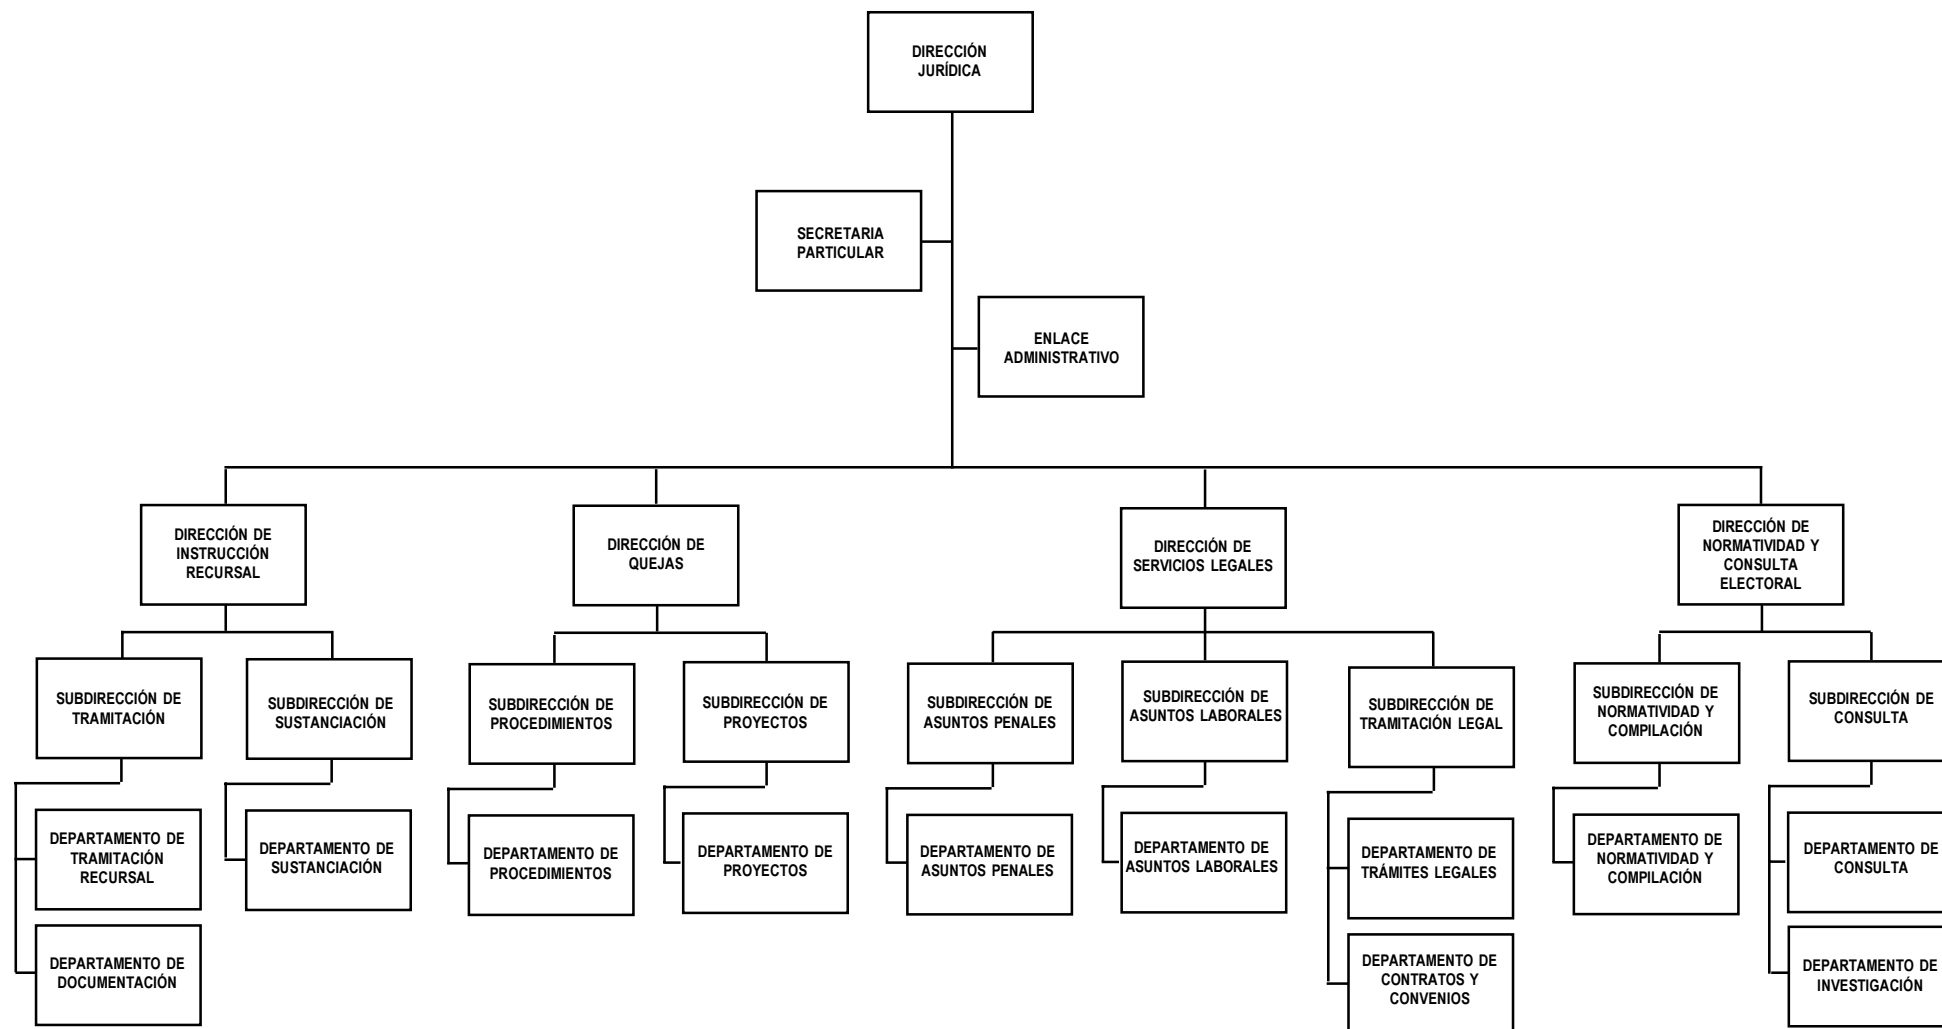 DIRECCIÓN
JURÍDICA
SECRETARIA
PARTICULAR
ENLACE
ADMINISTRATIVO
DIRECCIÓN DE
INSTRUCCIÓN
RECURSAL
DIRECCIÓN DE
QUEJAS
DIRECCIÓN DE
SERVICIOS LEGALES
DIRECCIÓN DE
NORMATIVIDAD Y
CONSULTA
ELECTORAL
SUBDIRECCIÓN DE
TRAMITACIÓN
SUBDIRECCIÓN DE
SUSTANCIACIÓN
SUBDIRECCIÓN DE
PROCEDIMIENTOS
SUBDIRECCIÓN DE
PROYECTOS
SUBDIRECCIÓN DE
ASUNTOS PENALES
SUBDIRECCIÓN DE
ASUNTOS LABORALES
SUBDIRECCIÓN DE
TRAMITACIÓN LEGAL
SUBDIRECCIÓN DE
NORMATIVIDAD Y
COMPILACIÓN
SUBDIRECCIÓN DE
CONSULTA
DEPARTAMENTO DE
TRAMITACIÓN
RECURSAL
DEPARTAMENTO DE
SUSTANCIACIÓN
DEPARTAMENTO DE
PROCEDIMIENTOS
DEPARTAMENTO DE
PROYECTOS
DEPARTAMENTO DE
ASUNTOS PENALES
DEPARTAMENTO DE
ASUNTOS LABORALES
DEPARTAMENTO DE
TRÁMITES LEGALES
DEPARTAMENTO DE
NORMATIVIDAD Y
COMPILACIÓN
DEPARTAMENTO DE
CONSULTA
DEPARTAMENTO DE
DOCUMENTACIÓN
DEPARTAMENTO DE
CONTRATOS Y
CONVENIOS
DEPARTAMENTO DE
INVESTIGACIÓN